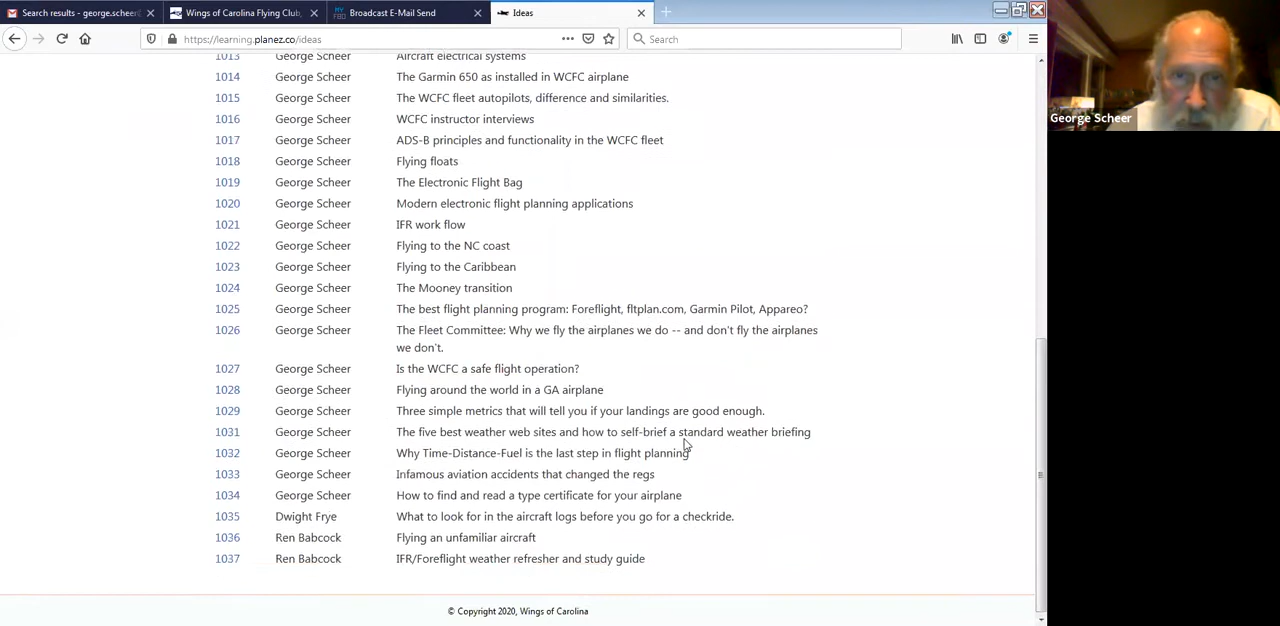 Search results - george.scheer
Wings of Carolina Flying Club,
MY FBO
Broadcast E-Mail Send
Ideas
https://learning.planez.co/ideas
Search
George Scheer
1013 George Scheer Aircraft electrical systems
1014 George Scheer The Garmin 650 as installed in WCFC airplane
1015 George Scheer The WCFC fleet autopilots, difference and similarities.
1016 George Scheer WCFC instructor interviews
1017 George Scheer ADS-B principles and functionality in the WCFC fleet
1018 George Scheer Flying floats
1019 George Scheer The Electronic Flight Bag
1020 George Scheer Modern electronic flight planning applications
1021 George Scheer IFR work flow
1022 George Scheer Flying to the NC coast
1023 George Scheer Flying to the Caribbean
1024 George Scheer The Mooney transition
1025 George Scheer The best flight planning program: Foreflight, fltplan.com, Garmin Pilot, Appareo?
1026 George Scheer The Fleet Committee: Why we fly the airplanes we do -- and don't fly the airplanes
we don't.
1027 George Scheer Is the WCFC a safe flight operation?
1028 George Scheer Flying around the world in a GA airplane
1029 George Scheer Three simple metrics that will tell you if your landings are good enough.
1031 George Scheer The five best weather web sites and how to self-brief a standard weather briefing
1032 George Scheer Why Time-Distance-Fuel is the last step in flight planning
1033 George Scheer Infamous aviation accidents that changed the regs
1034 George Scheer How to find and read a type certificate for your airplane
1035 Dwight Frye What to look for in the aircraft logs before you go for a checkride.
1036 Ren Babcock Flying an unfamiliar aircraft
1037 Ren Babcock IFR/Foreflight weather refresher and study guide
© Copyright 2020, Wings of Carolina